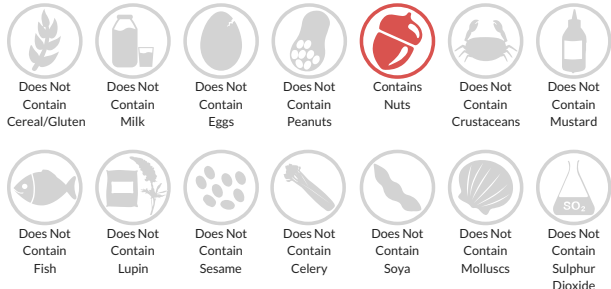 Does Not Contain Cereal/Gluten
Does Not Contain Milk
Does Not Contain Eggs
Does Not Contain Peanuts
Contains Nuts
Does Not Contain Crustaceans
Does Not Contain Mustard
Does Not Contain Fish
Does Not Contain Lupin
Does Not Contain Sesame
Does Not Contain Celery
Does Not Contain Soya
Does Not Contain Molluscs
SO₂
Does Not Contain Sulphur Dioxide